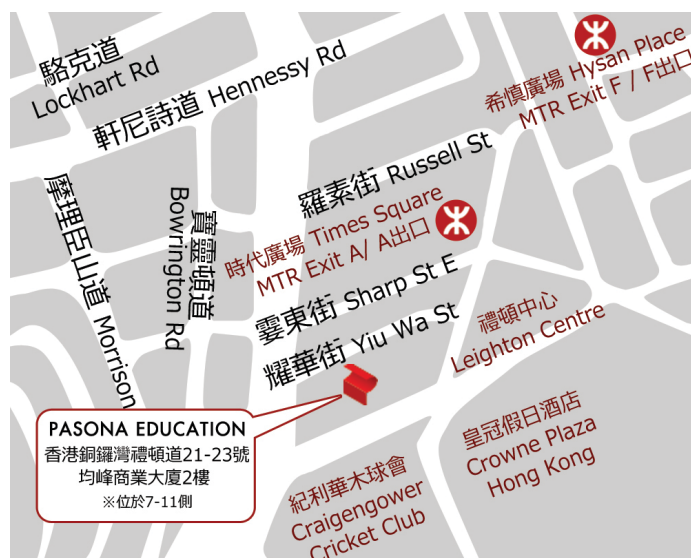 駱克道
Lockhart Rd
軒尼詩道 Hennessy Rd
希慎廣場 Hysan Place
MTR Exit F / F出口
摩理臣山道 Morrison
寶靈頓道
Bowrington Rd
羅素街 Russell St
時代廣場 Times Square
MTR Exit A/ A出口
霎東街 Sharp St E
耀華街 Yiu Wa St
禮頓中心
Leighton Centre
PASONA EDUCATION
香港銅鑼灣禮頓道21-23號
均峰商業大廈2樓
※位於7-11側
皇冠假日酒店
Crowne Plaza
Hong Kong
紀利華木球會
Craigengower
Cricket Club